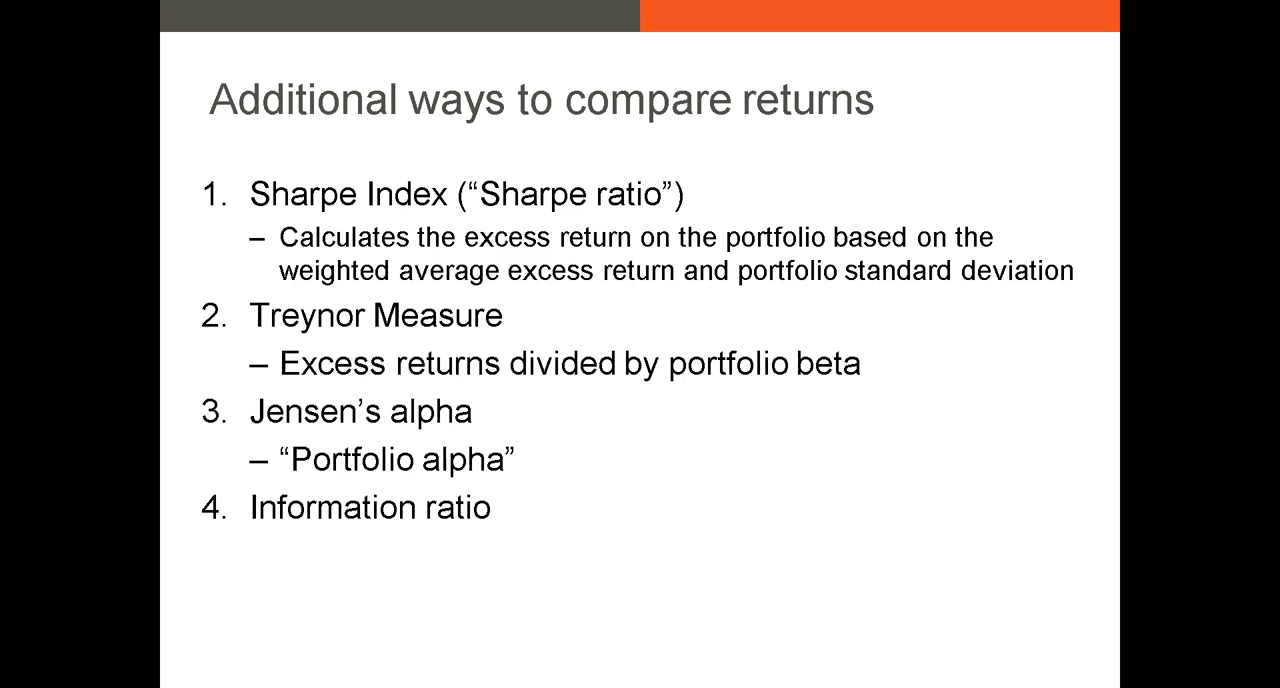 Additional ways to compare returns
1. Sharpe Index (“Sharpe ratio”)
– Calculates the excess return on the portfolio based on the
weighted average excess return and portfolio standard deviation
2. Treynor Measure
– Excess returns divided by portfolio beta
3. Jensen’s alpha
– “Portfolio alpha”
4. Information ratio